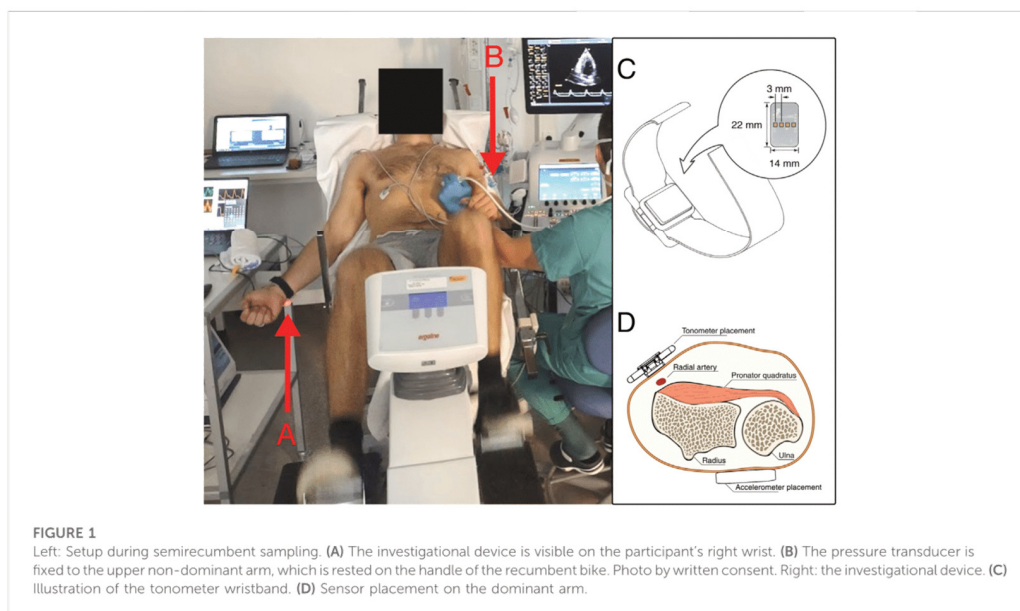 B
A
ergoline
C
3 mm
22 mm
14 mm
D
Tonometer placement
Radial artery
Pronator quadratus
Radius
Ulna
Accelerometer placement
FIGURE 1
Left: Setup during semirecumbent sampling. (A) The investigational device is visible on the participant's right wrist. (B) The pressure transducer is
fixed to the upper non-dominant arm, which is rested on the handle of the recumbent bike. Photo by written consent. Right: the investigational device. (C)
Illustration of the tonometer wristband. (D) Sensor placement on the dominant arm.